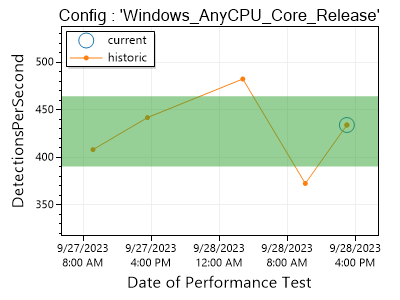 Config : 'Windows_AnyCPU_Core_Release'
current
historic
DetectionsPerSecond
500
450
400
350
9/27/2023 9/27/2023 9/28/2023 9/28/2023 9/28/2023
8:00 AM 4:00 PM 12:00 AM 8:00 AM 4:00 PM
Date of Performance Test